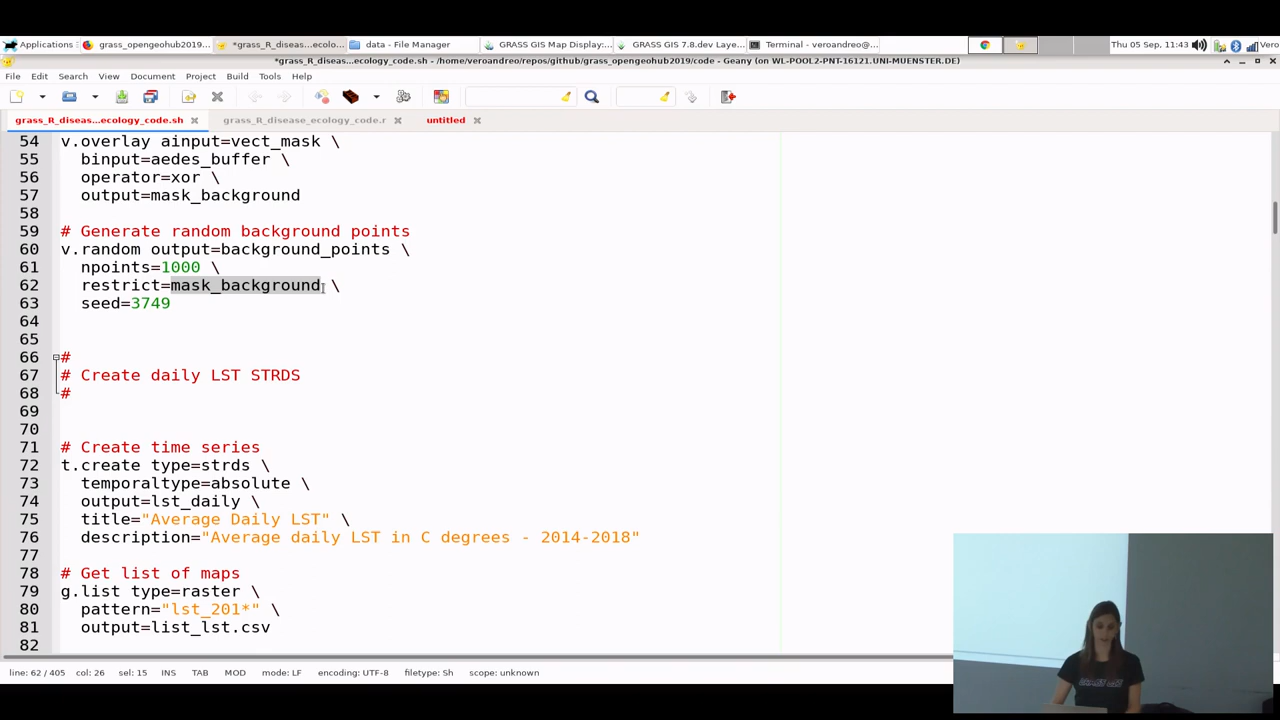 Applications
grass_opengeohub2019...
*grass_R_diseas...ecolo...
data - File Manager
GRASS GIS Map Display:...
GRASS GIS 7.8.dev Laye...
Terminal - veroandreo@...
Thu 05 Sep, 11:43
Vero
*grass_R_diseas...ecology_code.sh - /home/veroandreo/repos/github/grass_opengeohub2019/code - Geany (on WL-POOL2-PNT-16121.UNI-MUENSTER.DE)
File Edit Search View Document Project Build Tools Help
grass_R_diseas...ecology_code.sh
grass_R_disease_ecology_code.r
untitled
54 v.overlay ainput=vect_mask \
55 binput=aedes_buffer \
56 operator=xor \
57 output=mask_background
58
59 # Generate random background points
60 v.random output=background_points \
61 npoints=1000 \
62 restrict=mask_background \
63 seed=3749
64
65
66 #
67 # Create daily LST STRDS
68 #
69
70
71 # Create time series
72 t.create type=strds \
73 temporaltype=absolute \
74 output=lst_daily \
75 title="Average Daily LST" \
76 description="Average daily LST in C degrees - 2014-2018"
77
78 # Get list of maps
79 g.list type=raster \
80 pattern="lst_201*" \
81 output=list_lst.csv
82
line: 62 / 405 col: 26 sel: 15 INS TAB MOD mode: LF encoding: UTF-8 filetype: Sh scope: unknown